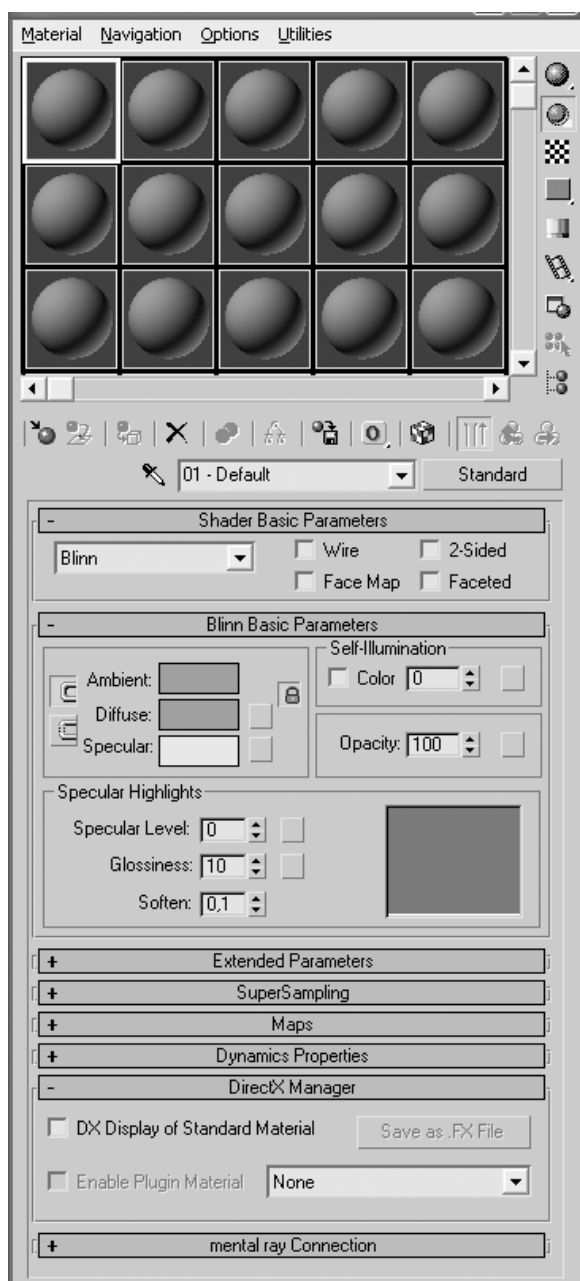 Material Navigation Options Utilities
01 - Default Standard
- Shader Basic Parameters
Blinn Wire 2-Sided
Face Map Faceted
- Blinn Basic Parameters
Self-Illumination
Ambient: Color 0
Diffuse:
Specular: Opacity: 100
Specular Highlights
Specular Level: 0
Glossiness: 10
Soften: 0,1
+ Extended Parameters
+ SuperSampling
+ Maps
+ Dynamics Properties
- DirectX Manager
DX Display of Standard Material Save as .FX File
Enable Plugin Material None
+ mental ray Connection